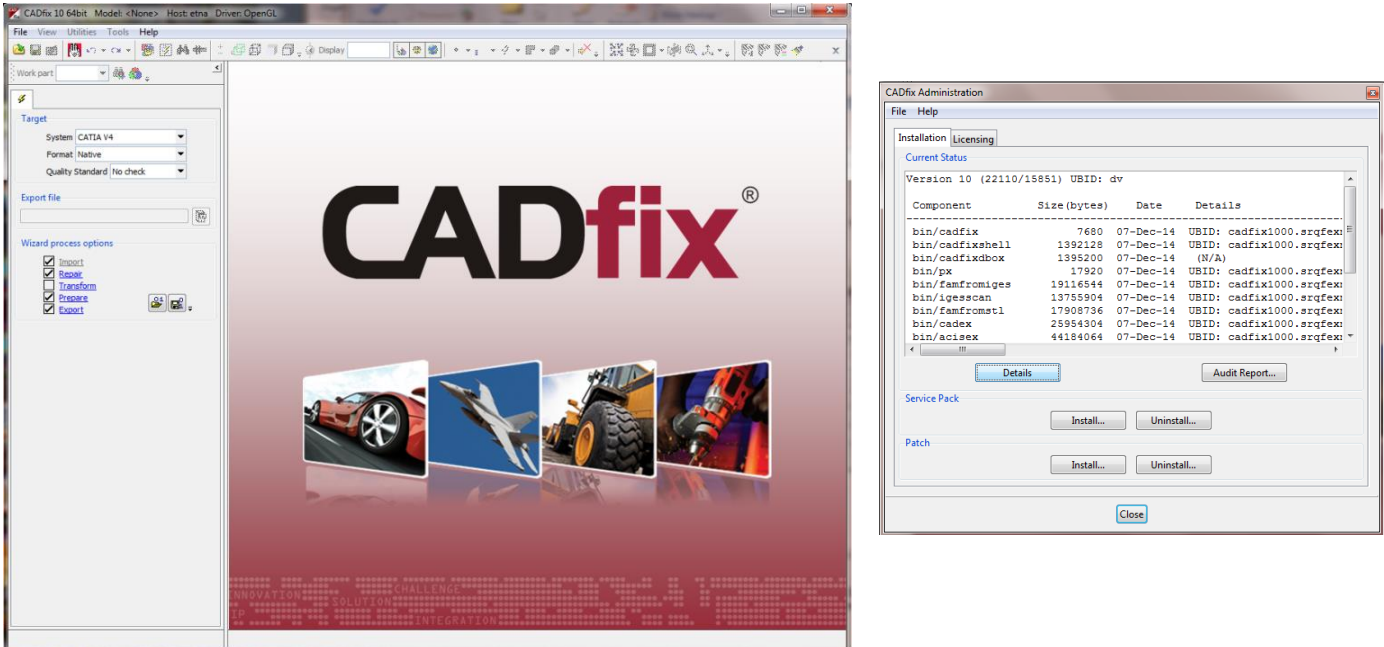 CADfix 10 64bit Model: <None> Host: etna Driver: OpenGL
File View Utilities Tools Help
Display
Work part
Target
System CATIA V4
Format Native
Quality Standard No check
Export file
Wizard process options
Import
Repair
Transform
Prepare
Export
CADfix®
INNOVATION
CHALLENGE
SOLUTION
INTEGRATION
CADfix Administration
File Help
Installation Licensing
Current Status
Version 10 (22110/15851) UBID: dv
Component Size(bytes) Date Details
bin/cadfix 7680 07-Dec-14 UBID: cadfix1000.srqfex
bin/cadfixshell 1392128 07-Dec-14 UBID: cadfix1000.srqfex
bin/cadfixdbox 1395200 07-Dec-14 (N/A)
bin/px 17920 07-Dec-14 UBID: cadfix1000.srqfex
bin/famfromiges 19116544 07-Dec-14 UBID: cadfix1000.srqfex
bin/igesscan 13755904 07-Dec-14 UBID: cadfix1000.srqfex
bin/famfromstl 17908736 07-Dec-14 UBID: cadfix1000.srqfex
bin/cadex 25954304 07-Dec-14 UBID: cadfix1000.srqfex
bin/acisex 44184064 07-Dec-14 UBID: cadfix1000.srqfex
Details Audit Report...
Service Pack
Install... Uninstall...
Patch
Install... Uninstall...
Close